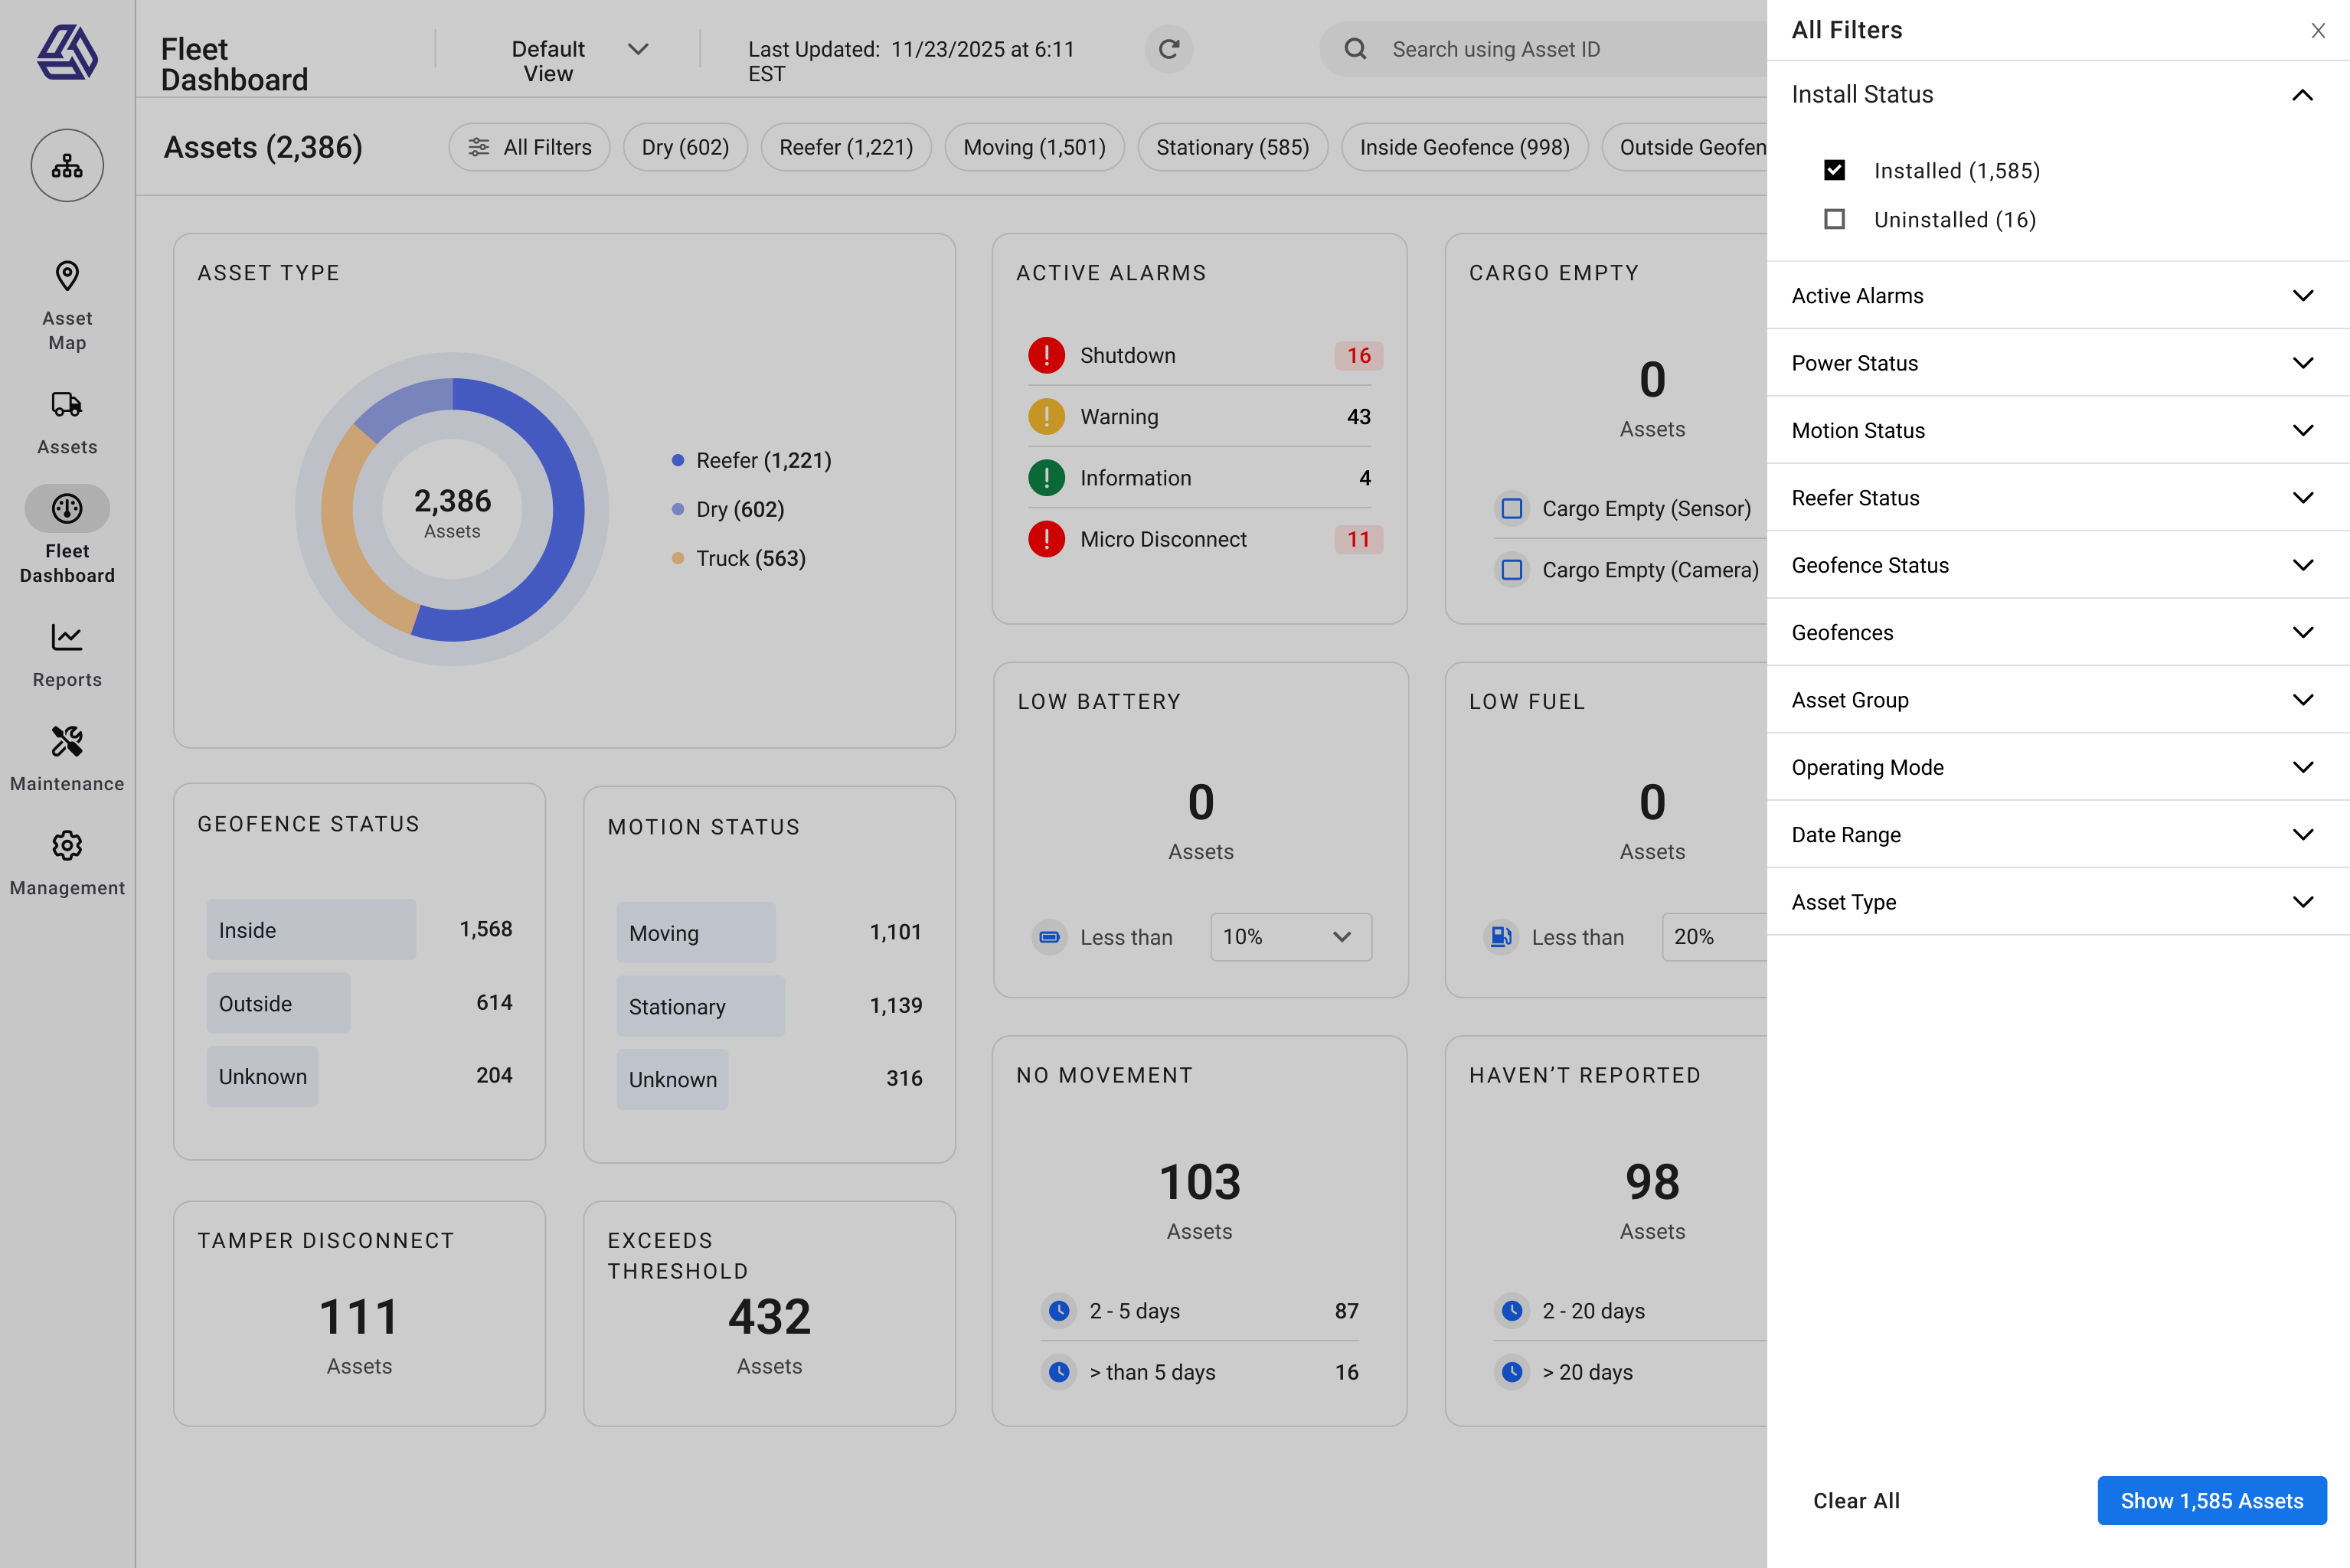 Fleet
Dashboard
Default
View
Last Updated: 11/23/2025 at 6:11
EST
Search using Asset ID
Asset
Map
Assets
Fleet
Dashboard
Reports
Maintenance
Management
Assets (2,386)
All Filters
Dry (602)
Reefer (1,221)
Moving (1,501)
Stationary (585)
Inside Geofence (998)
Outside Geofen
ASSET TYPE
2,386
Assets
Reefer (1,221)
Dry (602)
Truck (563)
ACTIVE ALARMS
Shutdown 16
Warning 43
Information 4
Micro Disconnect 11
CARGO EMPTY
0
Assets
Cargo Empty (Sensor)
Cargo Empty (Camera)
GEOFENCE STATUS
Inside 1,568
Outside 614
Unknown 204
MOTION STATUS
Moving 1,101
Stationary 1,139
Unknown 316
LOW BATTERY
0
Assets
Less than 10%
LOW FUEL
0
Assets
Less than 20%
TAMPER DISCONNECT
111
Assets
EXCEEDS
THRESHOLD
432
Assets
NO MOVEMENT
103
Assets
2 - 5 days 87
> than 5 days 16
HAVEN’T REPORTED
98
Assets
2 - 20 days
> 20 days
All Filters
Install Status
Installed (1,585)
Uninstalled (16)
Active Alarms
Power Status
Motion Status
Reefer Status
Geofence Status
Geofences
Asset Group
Operating Mode
Date Range
Asset Type
Clear All
Show 1,585 Assets